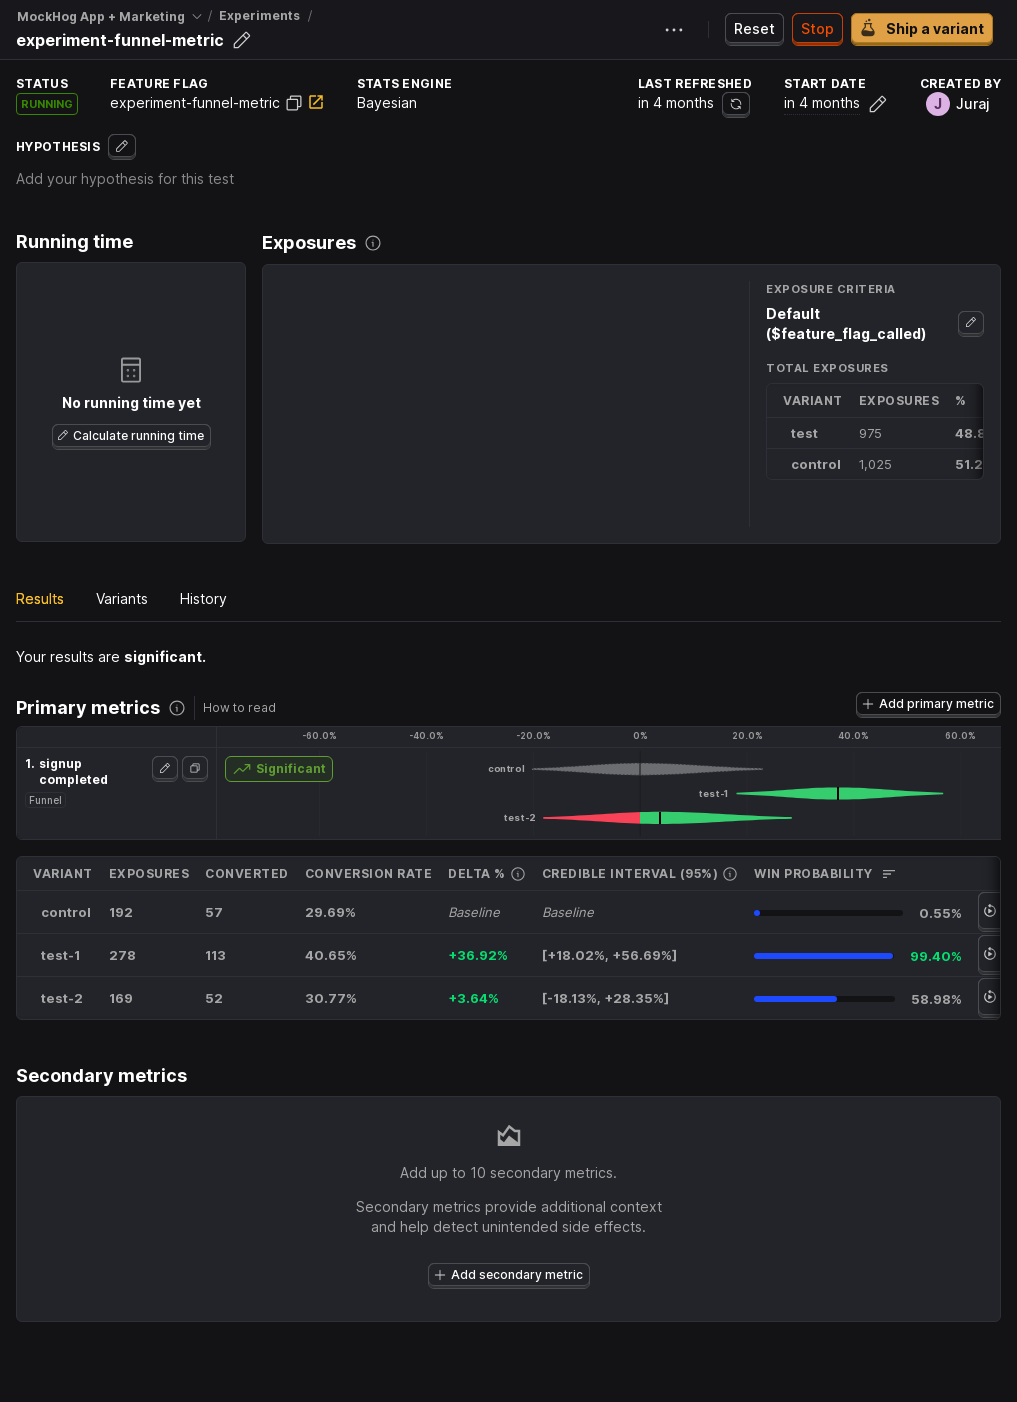 MockHog App + Marketing / Experiments /
experiment-funnel-metric
Reset Stop Ship a variant
STATUS FEATURE FLAG STATS ENGINE LAST REFRESHED START DATE CREATED BY
RUNNING experiment-funnel-metric Bayesian in 4 months in 4 months J Juraj
HYPOTHESIS
Add your hypothesis for this test
Running time
Exposures
No running time yet
Calculate running time
EXPOSURE CRITERIA
Default
($feature_flag_called)
TOTAL EXPOSURES
VARIANT EXPOSURES %
test 975 48.8
control 1,025 51.2
Results Variants History
Your results are significant.
Primary metrics How to read Add primary metric
-60.0% -40.0% -20.0% 0% 20.0% 40.0% 60.0%
1. signup
completed
Funnel
Significant
control
test-1
test-2
VARIANT EXPOSURES CONVERTED CONVERSION RATE DELTA % CREDIBLE INTERVAL (95%) WIN PROBABILITY
control 192 57 29.69% Baseline Baseline 0.55%
test-1 278 113 40.65% +36.92% [+18.02%, +56.69%] 99.40%
test-2 169 52 30.77% +3.64% [-18.13%, +28.35%] 58.98%
Secondary metrics
Add up to 10 secondary metrics.
Secondary metrics provide additional context
and help detect unintended side effects.
Add secondary metric